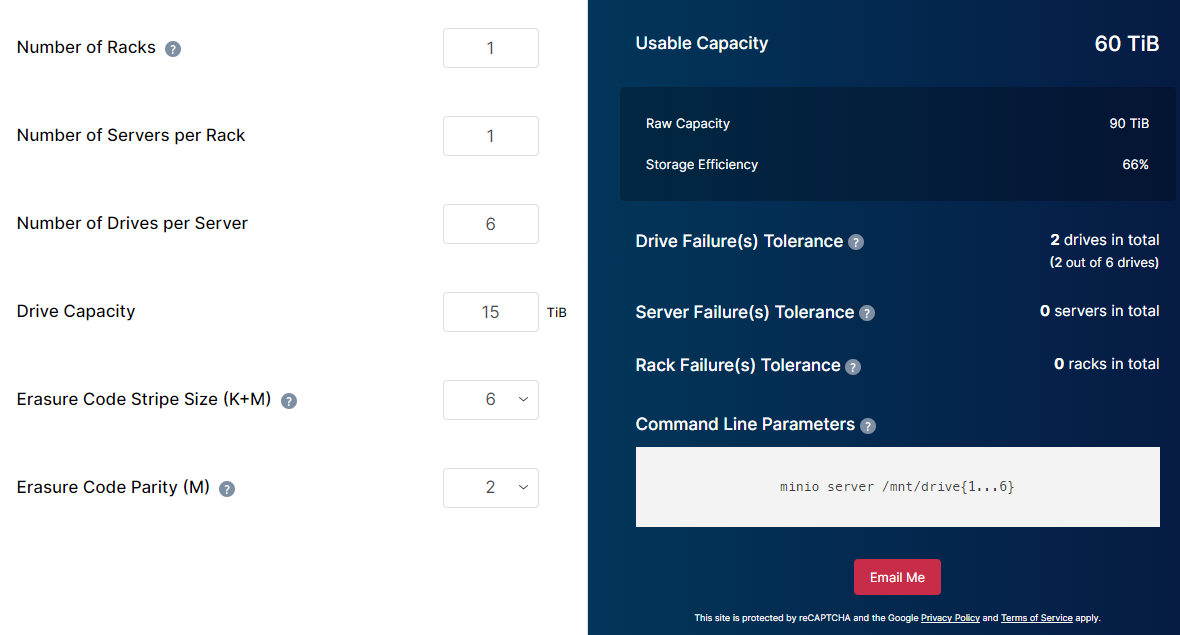 Number of Racks ?
1
Number of Servers per Rack
1
Number of Drives per Server
6
Drive Capacity
15 TiB
Erasure Code Stripe Size (K+M) ?
6
Erasure Code Parity (M) ?
2
Usable Capacity
60 TiB
Raw Capacity
90 TiB
Storage Efficiency
66%
Drive Failure(s) Tolerance ?
2 drives in total
(2 out of 6 drives)
Server Failure(s) Tolerance ?
0 servers in total
Rack Failure(s) Tolerance ?
0 racks in total
Command Line Parameters ?
minio server /mnt/drive{1...6}
Email Me
This site is protected by reCAPTCHA and the Google Privacy Policy and Terms of Service apply.